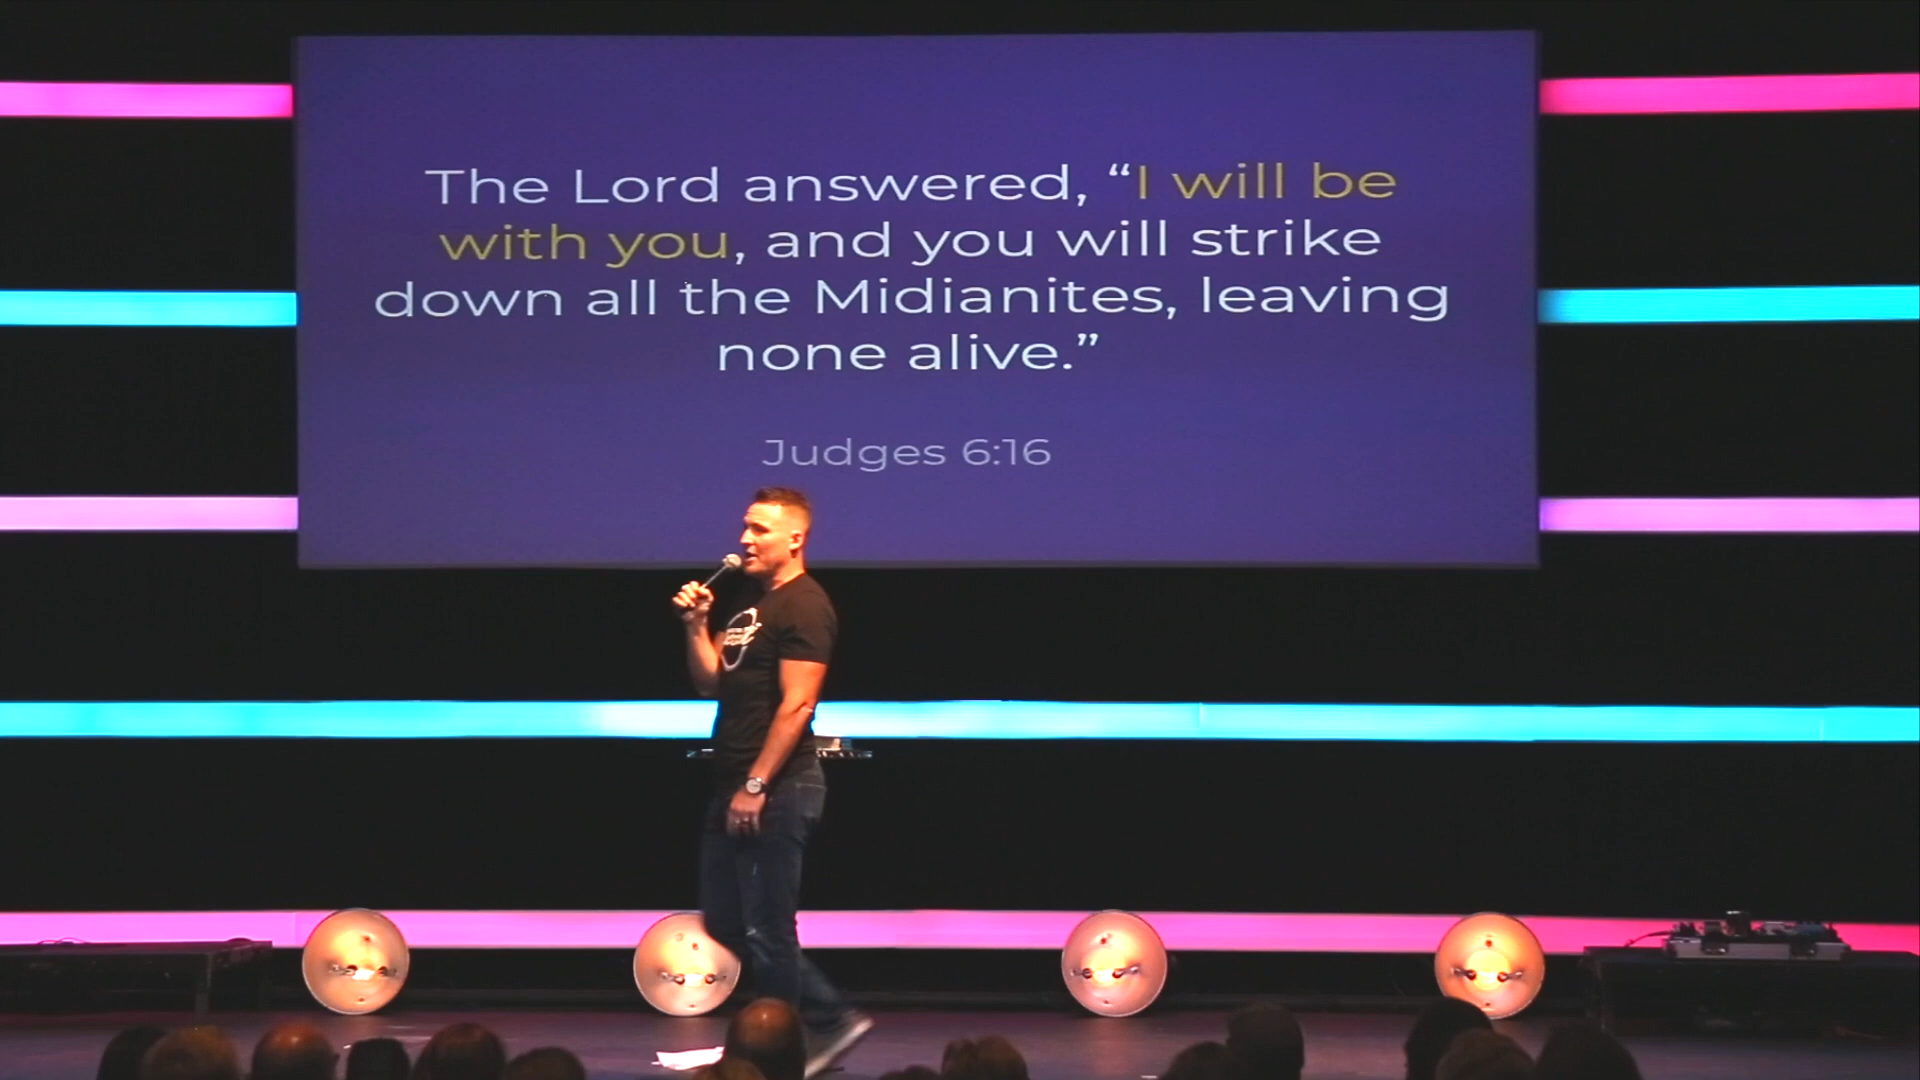 The Lord answered, “I will be
with you, and you will strike
down all the Midianites, leaving
none alive.”
Judges 6:16